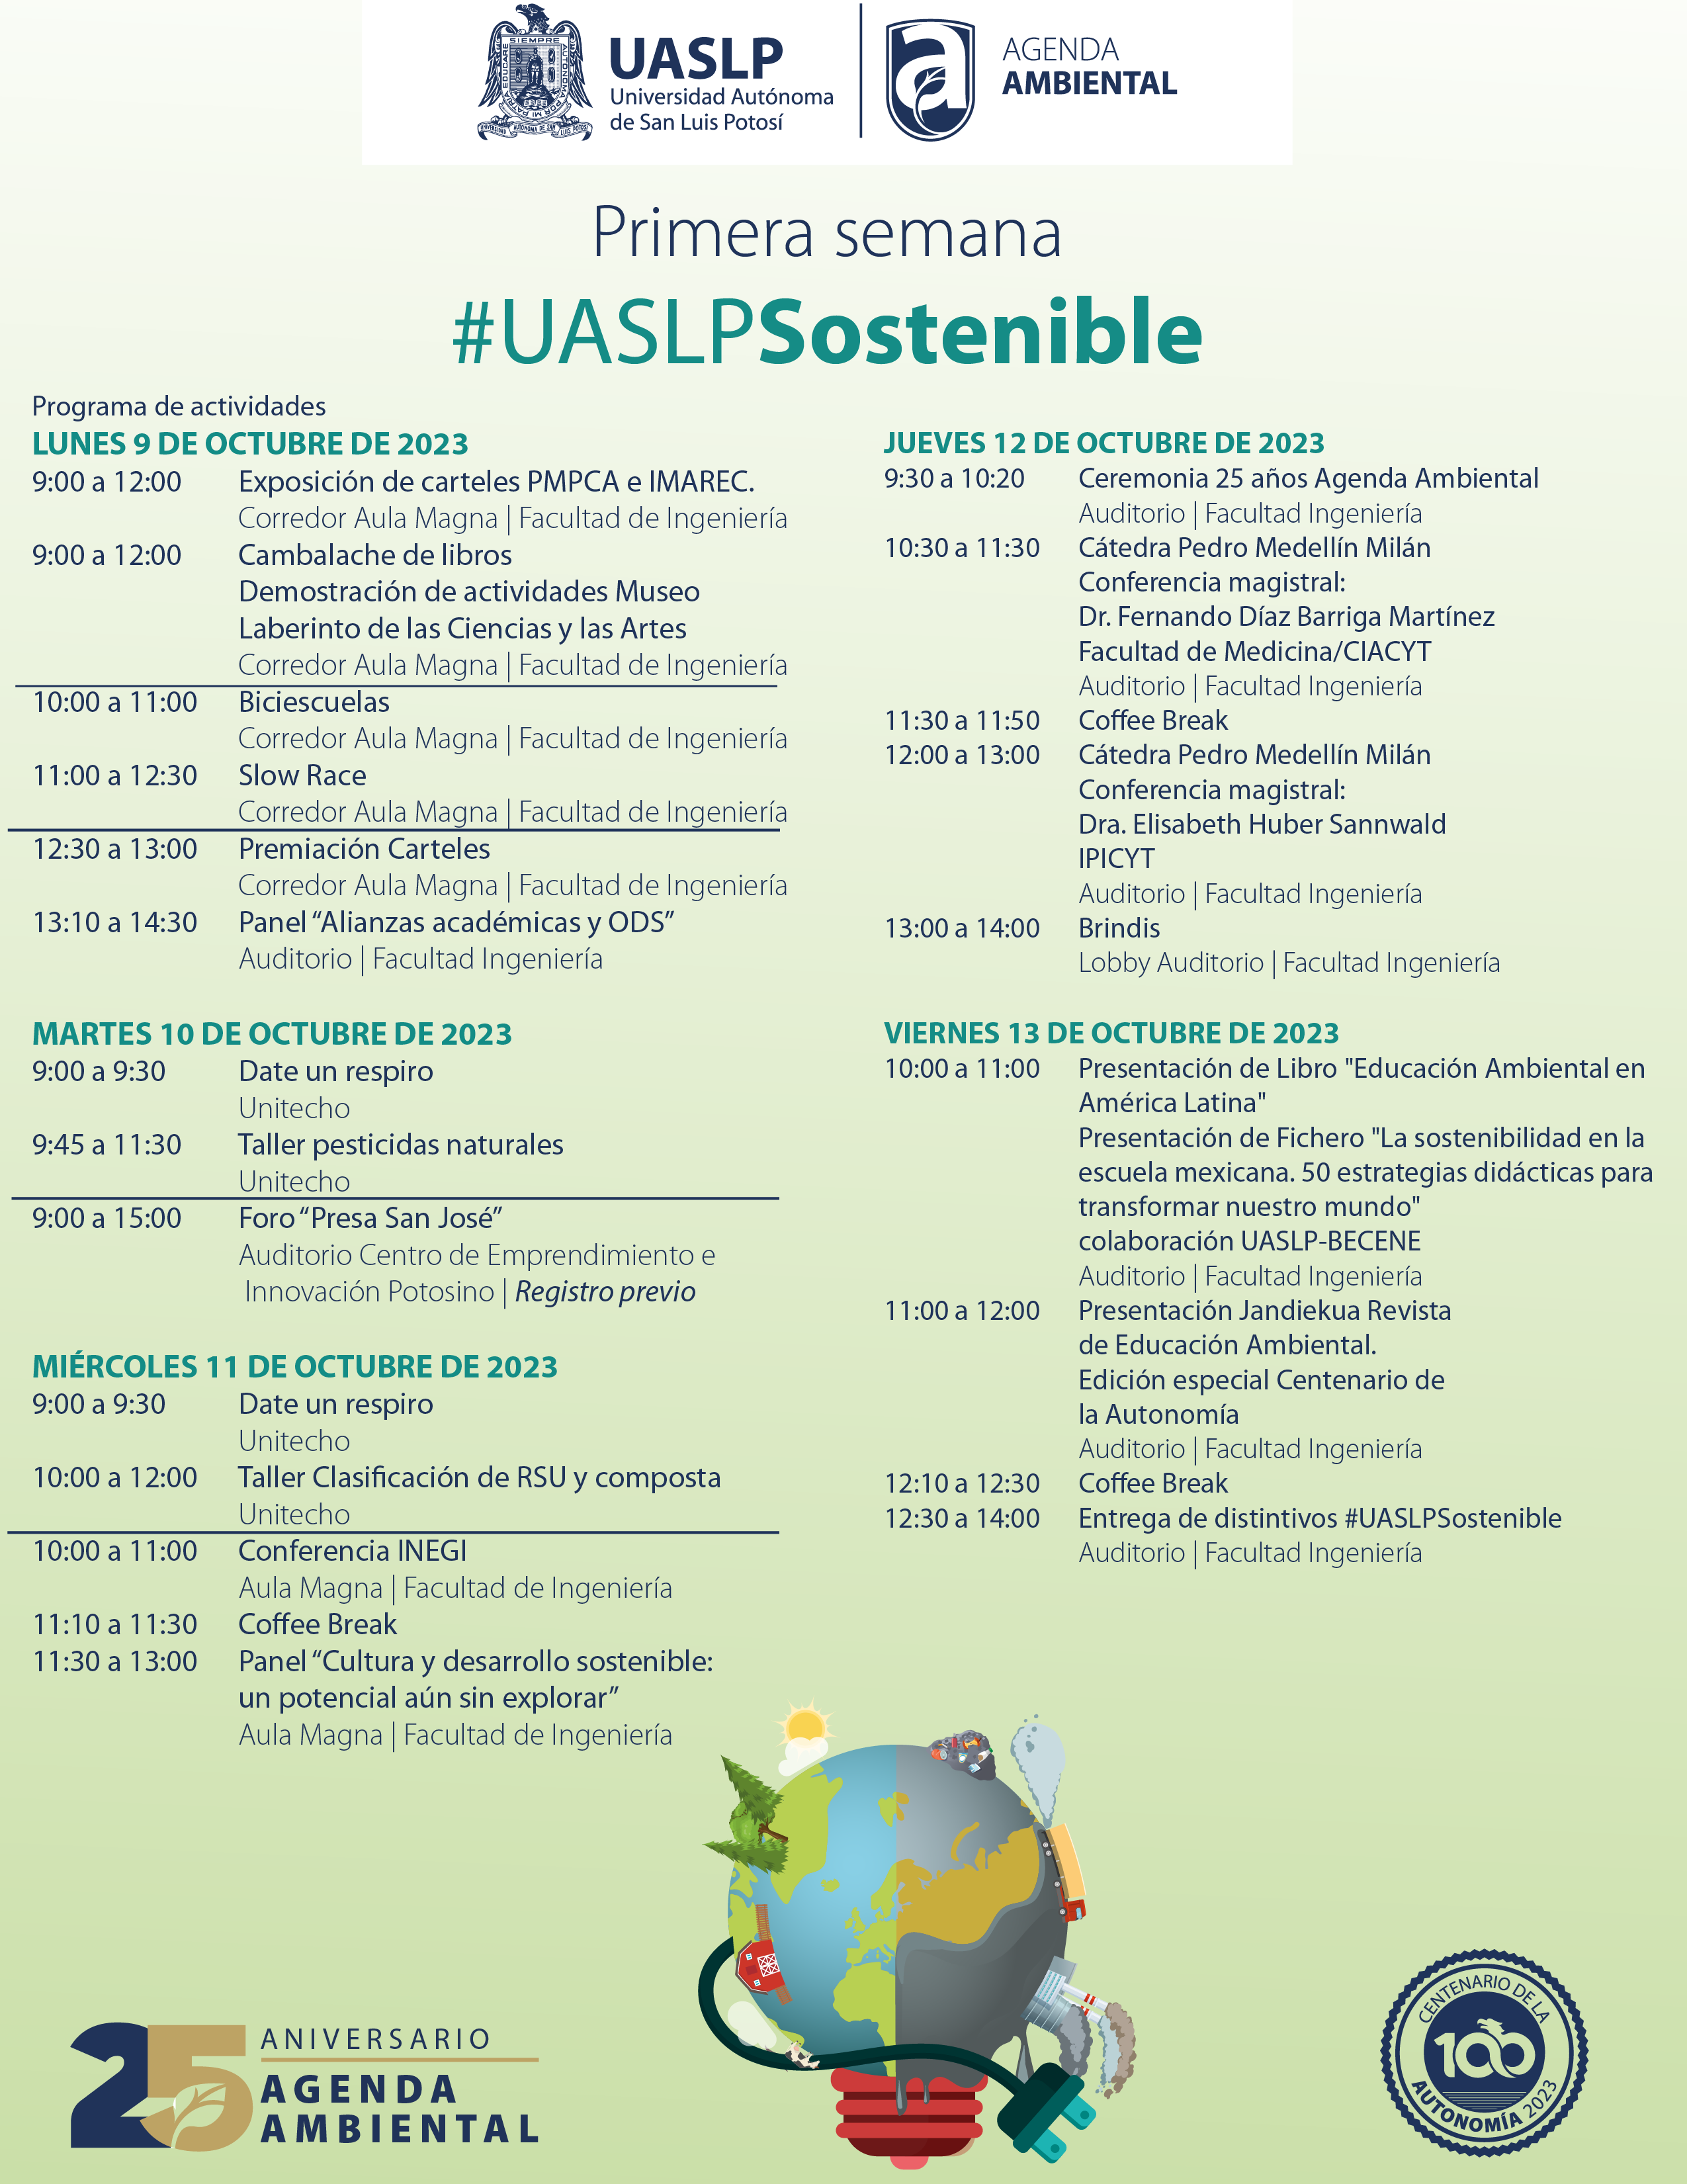 SIEMPRE AUTONOMA POR MI PATRIA EDUCARE
UNIVERSIDAD AUTONOMA DE SAN LUIS POTOSI
UASLP
Universidad Autónoma
de San Luis Potosí
AGENDA
AMBIENTAL
Primera semana
#UASLPSostenible
Programa de actividades
LUNES 9 DE OCTUBRE DE 2023
9:00 a 12:00 Exposición de carteles PMPCA e IMAREC.
Corredor Aula Magna | Facultad de Ingeniería
9:00 a 12:00 Cambalache de libros
Demostración de actividades Museo
Laberinto de las Ciencias y las Artes
Corredor Aula Magna | Facultad de Ingeniería
10:00 a 11:00 Biciescuelas
Corredor Aula Magna | Facultad de Ingeniería
11:00 a 12:30 Slow Race
Corredor Aula Magna | Facultad de Ingeniería
12:30 a 13:00 Premiación Carteles
Corredor Aula Magna | Facultad de Ingeniería
13:10 a 14:30 Panel “Alianzas académicas y ODS”
Auditorio | Facultad Ingeniería
MARTES 10 DE OCTUBRE DE 2023
9:00 a 9:30 Date un respiro
Unitecho
9:45 a 11:30 Taller pesticidas naturales
Unitecho
9:00 a 15:00 Foro “Presa San José”
Auditorio Centro de Emprendimiento e
Innovación Potosino | Registro previo
MIÉRCOLES 11 DE OCTUBRE DE 2023
9:00 a 9:30 Date un respiro
Unitecho
10:00 a 12:00 Taller Clasificación de RSU y composta
Unitecho
10:00 a 11:00 Conferencia INEGI
Aula Magna | Facultad de Ingeniería
11:10 a 11:30 Coffee Break
11:30 a 13:00 Panel “Cultura y desarrollo sostenible:
un potencial aún sin explorar”
Aula Magna | Facultad de Ingeniería
JUEVES 12 DE OCTUBRE DE 2023
9:30 a 10:20 Ceremonia 25 años Agenda Ambiental
Auditorio | Facultad Ingeniería
10:30 a 11:30 Cátedra Pedro Medellín Milán
Conferencia magistral:
Dr. Fernando Díaz Barriga Martínez
Facultad de Medicina/CIACYT
Auditorio | Facultad Ingeniería
11:30 a 11:50 Coffee Break
12:00 a 13:00 Cátedra Pedro Medellín Milán
Conferencia magistral:
Dra. Elisabeth Huber Sannwald
IPICYT
Auditorio | Facultad Ingeniería
13:00 a 14:00 Brindis
Lobby Auditorio | Facultad Ingeniería
VIERNES 13 DE OCTUBRE DE 2023
10:00 a 11:00 Presentación de Libro "Educación Ambiental en
América Latina"
Presentación de Fichero "La sostenibilidad en la
escuela mexicana. 50 estrategias didácticas para
transformar nuestro mundo"
colaboración UASLP-BECENE
Auditorio | Facultad Ingeniería
11:00 a 12:00 Presentación Jandiekua Revista
de Educación Ambiental.
Edición especial Centenario de
la Autonomía
Auditorio | Facultad Ingeniería
12:10 a 12:30 Coffee Break
12:30 a 14:00 Entrega de distintivos #UASLPSostenible
Auditorio | Facultad Ingeniería
25 ANIVERSARIO
AGENDA
AMBIENTAL
CENTENARIO DE LA
100
AUTONOMÍA 2023